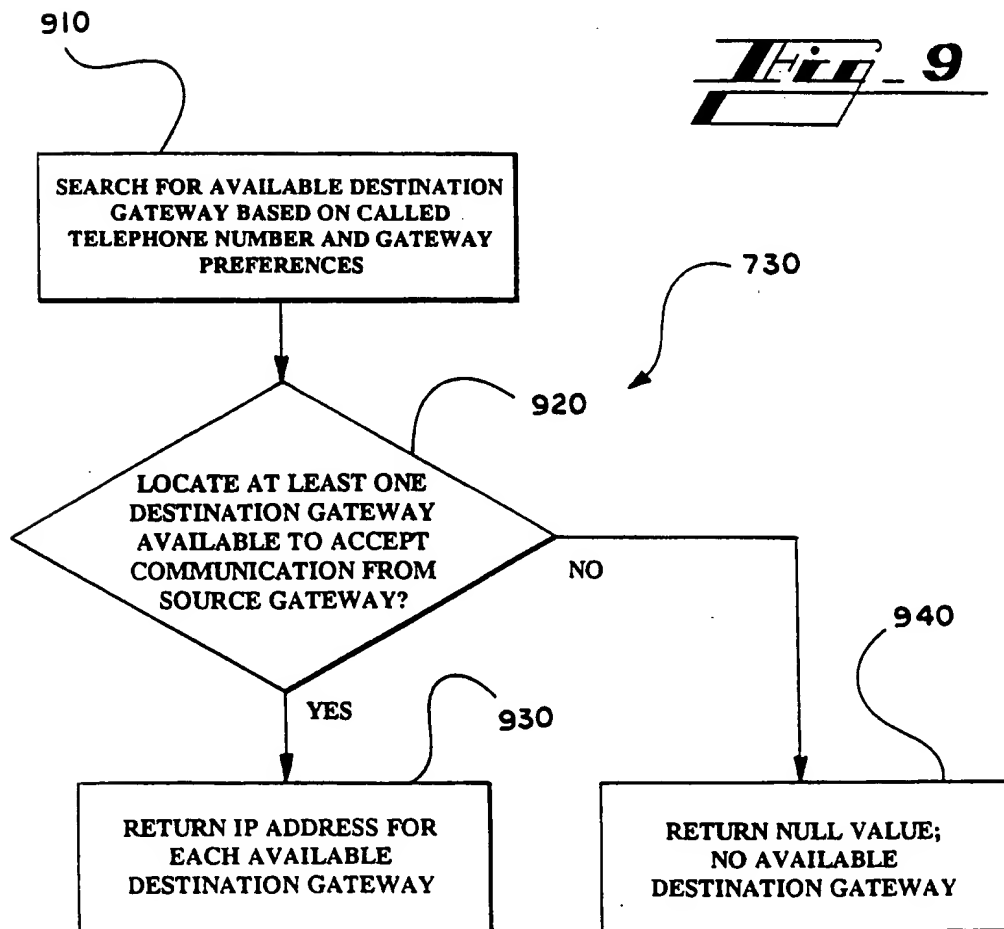 910
Fig_ 9
SEARCH FOR AVAILABLE DESTINATION
GATEWAY BASED ON CALLED
TELEPHONE NUMBER AND GATEWAY
PREFERENCES
730
920
LOCATE AT LEAST ONE
DESTINATION GATEWAY
AVAILABLE TO ACCEPT
COMMUNICATION FROM
SOURCE GATEWAY?
NO
940
YES
930
RETURN IP ADDRESS FOR
EACH AVAILABLE
DESTINATION GATEWAY
RETURN NULL VALUE;
NO AVAILABLE
DESTINATION GATEWAY